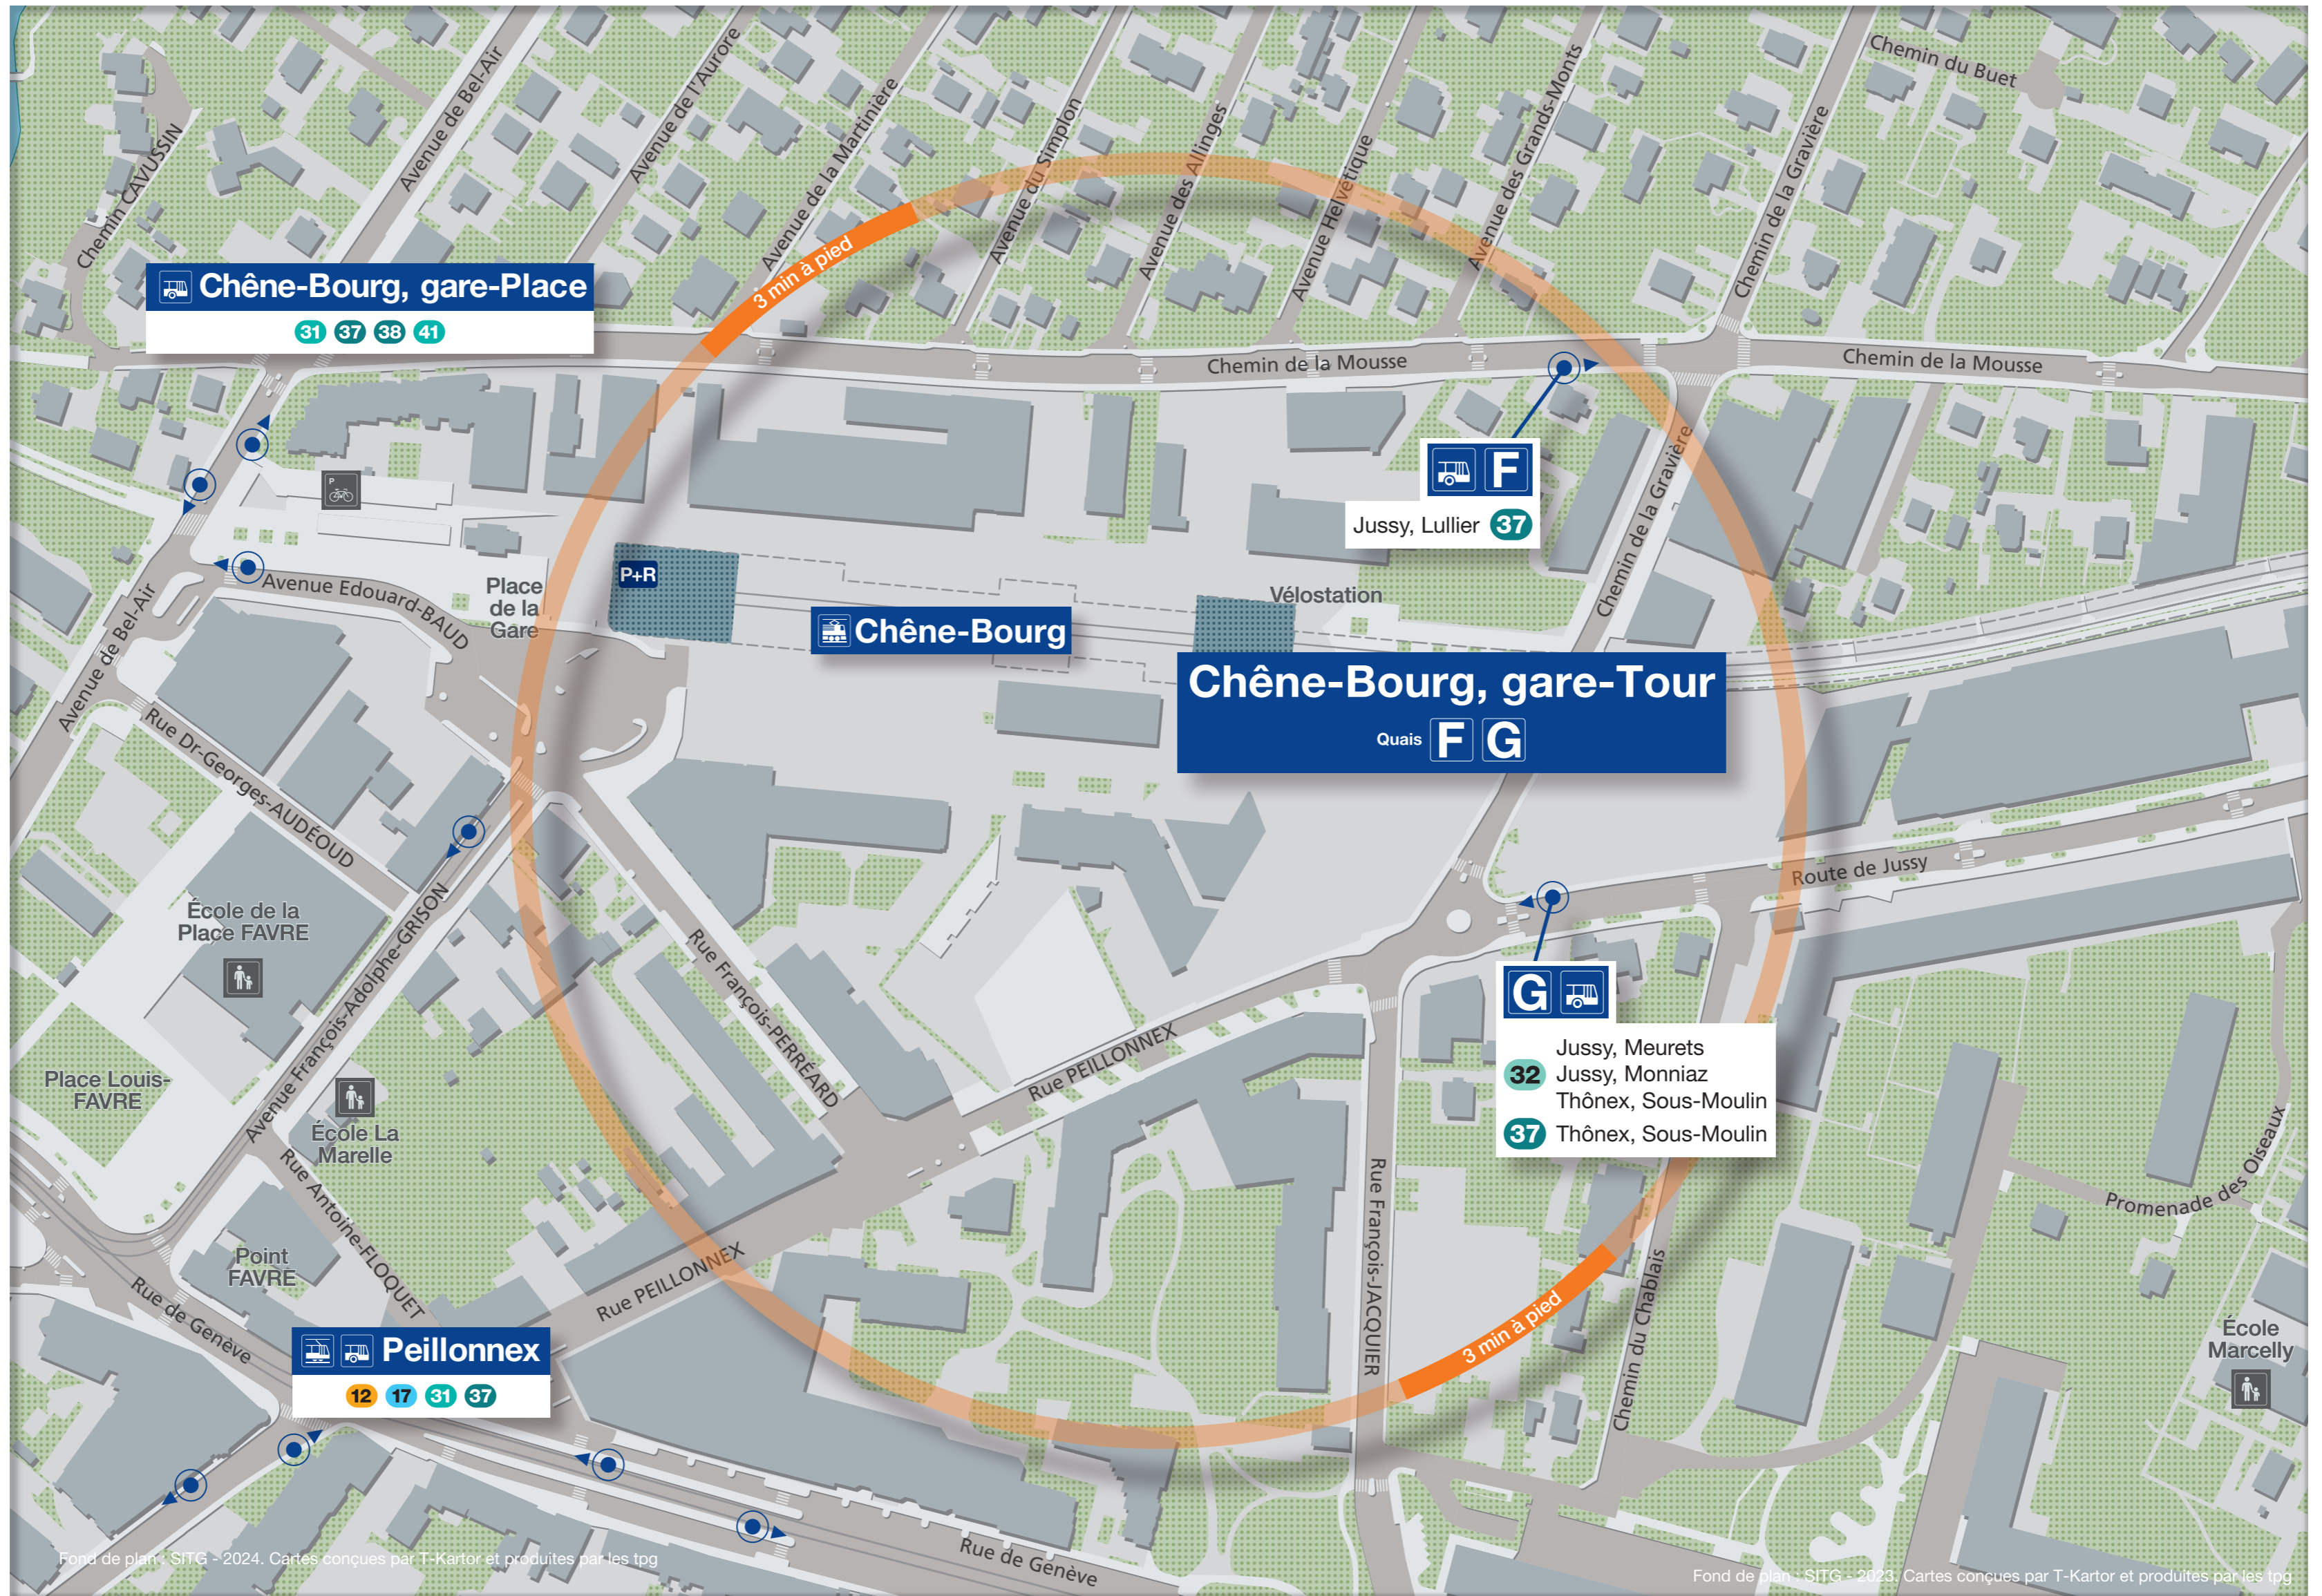 Chemin du Buet
Avenue de Bel-Air
Avenue de l'Aurore
Avenue de la Martinière
Avenue du Simplon
Avenue des Allinges
Avenue Helvétique
Avenue des Grands-Monts
Chemin de la Gravière
Chemin CAVUSSIN
3 min à pied
Chêne-Bourg, gare-Place
31 37 38 41
Chemin de la Mousse
Chemin de la Mousse
F
Jussy, Lullier 37
Chemin de la Gravière
P
P+R
Avenue Edouard-BAUD
Place
de la
Gare
Vélostation
Chêne-Bourg
Avenue de Bel-Air
Chêne-Bourg, gare-Tour
Quais F G
Rue Dr-Georges-AUDÉOUD
Route de Jussy
École de la
Place FAVRE
Avenue François-Adolphe-GRISON
Rue François-PERRÉARD
G
Jussy, Meurets
32 Jussy, Monniaz
Thônex, Sous-Moulin
37 Thônex, Sous-Moulin
Rue PEILLONNEX
Place Louis-
FAVRE
École La
Marelle
Rue Antoine-FLOQUET
Rue François-JACQUIER
Promenade des Oiseaux
Point
FAVRE
Rue PEILLONNEX
Rue de Genève
Chemin du Chablais
3 min à pied
Peillonnex
12 17 31 37
École
Marcelly
Rue de Genève
Fond de plan : SITG - 2024. Cartes conçues par T-Kartor et produites par les tpg
Fond de plan : SITG - 2023. Cartes conçues par T-Kartor et produites par les tpg